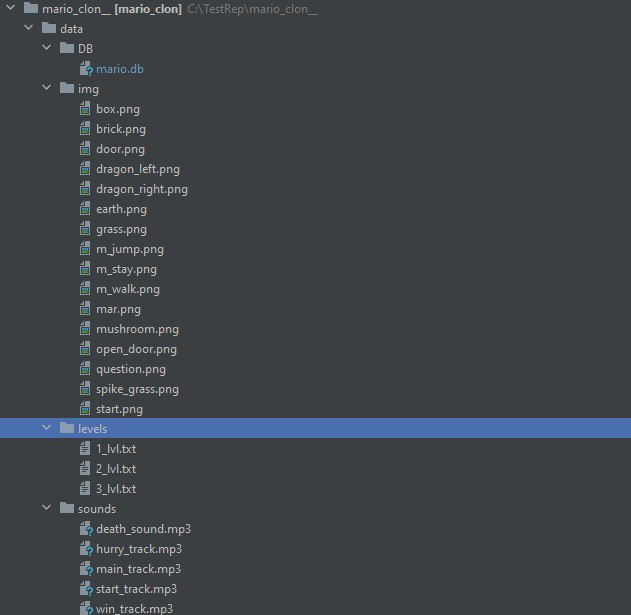 mario_clon__ [mario_clon] C:\TestRep\mario_clon__
data
DB
mario.db
img
box.png
brick.png
door.png
dragon_left.png
dragon_right.png
earth.png
grass.png
m_jump.png
m_stay.png
m_walk.png
mar.png
mushroom.png
open_door.png
question.png
spike_grass.png
start.png
levels
1_lvl.txt
2_lvl.txt
3_lvl.txt
sounds
death_sound.mp3
hurry_track.mp3
main_track.mp3
start_track.mp3
win_track.mp3